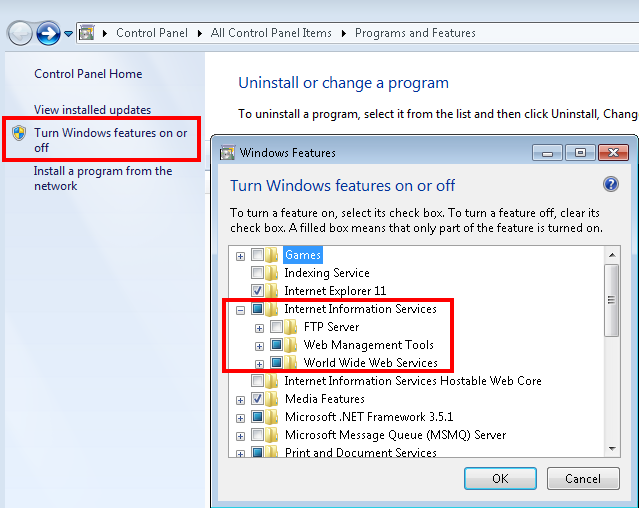 Control Panel
All Control Panel Items
Programs and Features
Control Panel Home
View installed updates
Turn Windows features on or
off
Install a program from the
network
Uninstall or change a program
To uninstall a program, select it from the list and then click Uninstall, Change
Windows Features
Turn Windows features on or off
To turn a feature on, select its check box. To turn a feature off, clear its
check box. A filled box means that only part of the feature is turned on.
Games
Indexing Service
Internet Explorer 11
Internet Information Services
FTP Server
Web Management Tools
World Wide Web Services
Internet Information Services Hostable Web Core
Media Features
Microsoft .NET Framework 3.5.1
Microsoft Message Queue (MSMQ) Server
Print and Document Services
OK
Cancel